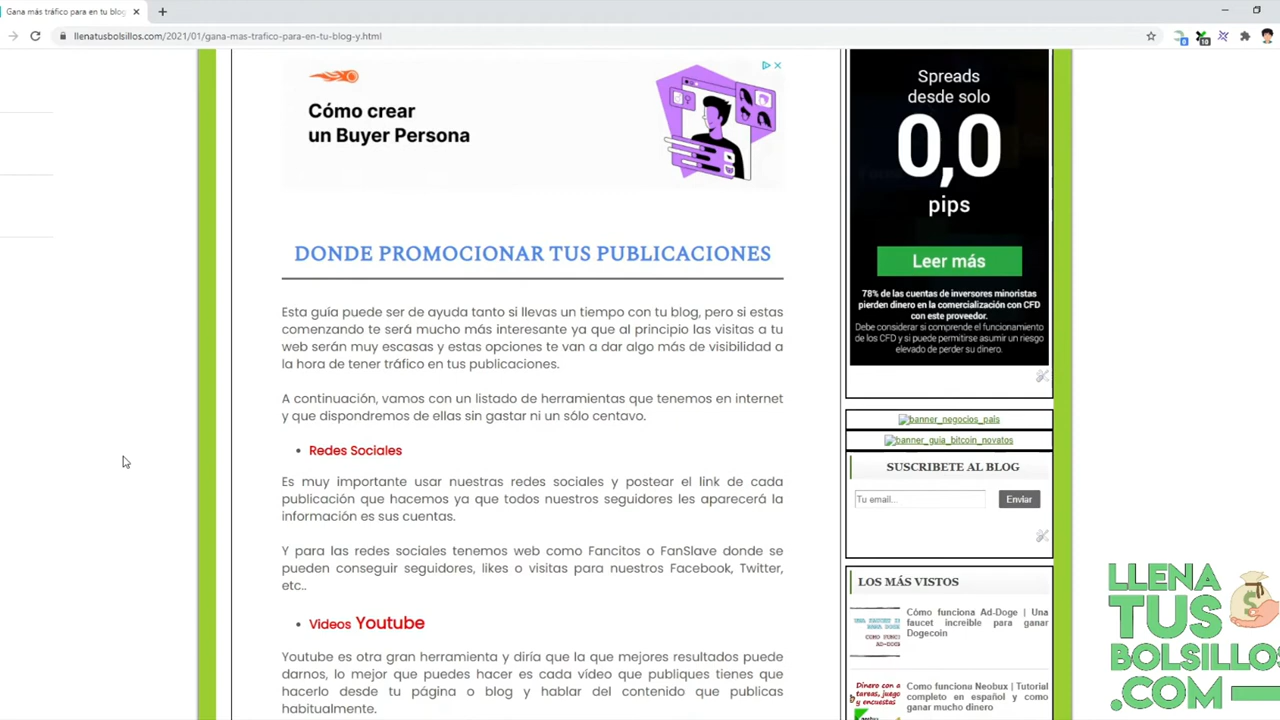 Gana más tráfico para en tu blog
llenatusbolsillos.com/2021/01/gana-mas-trafico-para-en-tu-blog-y.html
Cómo crear
un Buyer Persona
DONDE PROMOCIONAR TUS PUBLICACIONES
Esta guía puede ser de ayuda tanto si llevas un tiempo con tu blog, pero si estas
comenzando te será mucho más interesante ya que al principio las visitas a tu
web serán muy escasas y estas opciones te van a dar algo más de visibilidad a
la hora de tener tráfico en tus publicaciones.
A continuación, vamos con un listado de herramientas que tenemos en internet
y que dispondremos de ellas sin gastar ni un sólo centavo.
• Redes Sociales
Es muy importante usar nuestras redes sociales y postear el link de cada
publicación que hacemos ya que todos nuestros seguidores les aparecerá la
información es sus cuentas.
Y para las redes sociales tenemos web como Fancitos o FanSlave donde se
pueden conseguir seguidores, likes o visitas para nuestros Facebook, Twitter,
etc..
• Videos Youtube
Youtube es otra gran herramienta y diría que la que mejores resultados puede
darnos, lo mejor que puedes hacer es cada vídeo que publiques tienes que
hacerlo desde tu página o blog y hablar del contenido que publicas
habitualmente.
Spreads
desde solo
0,0
pips
Leer más
78% de las cuentas de inversores minoristas
pierden dinero en la comercialización con CFD
con este proveedor.
Debe considerar si comprende el funcionamiento
de los CFD y si puede permitirse asumir un riesgo
elevado de perder su dinero.
banner_negocios_pais
banner_guia_bitcoin_novatos
SUSCRIBETE AL BLOG
Tu email...
Enviar
LOS MÁS VISTOS
Cómo funciona Ad-Doge | Una
faucet increible para ganar
Dogecoin
Dinero con
tareas, juego
y encuestas
Como funciona Neobux | Tutorial
completo en español y como
ganar mucho dinero
LLENA
TUS
BOLSILLOS
.COM